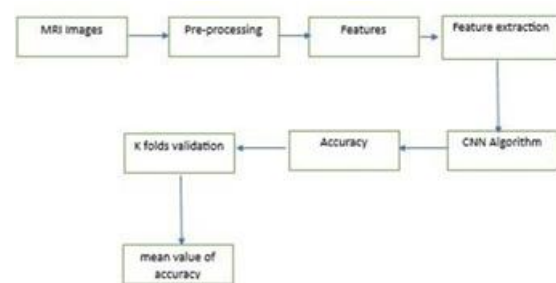 MRI Images
Pre-processing
Features
Feature extraction
CNN Algorithm
Accuracy
K folds validation
mean value of
accuracy